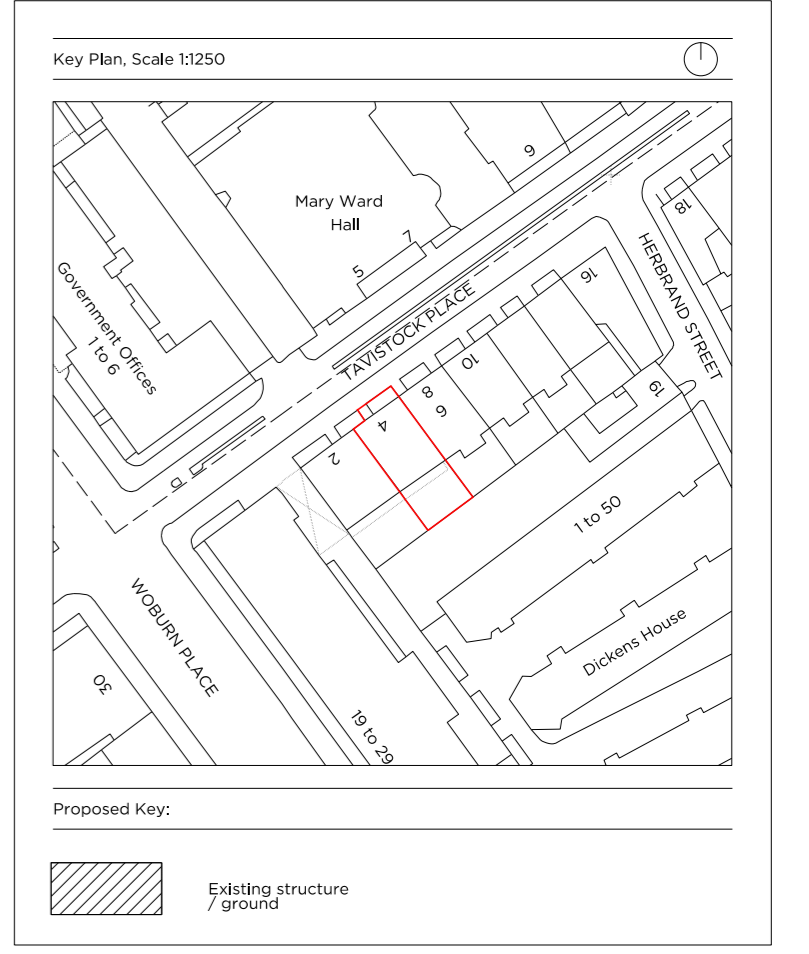 Key Plan, Scale 1:1250
9
Mary Ward
Hall
7
5
18
HERBRAND STREET
Government Offices
1 to 6
TAVISTOCK PLACE
16
10
8
6
4
2
19
1 to 50
WOBURN PLACE
Dickens House
30
19 to 29
Proposed Key:
Existing structure
/ ground